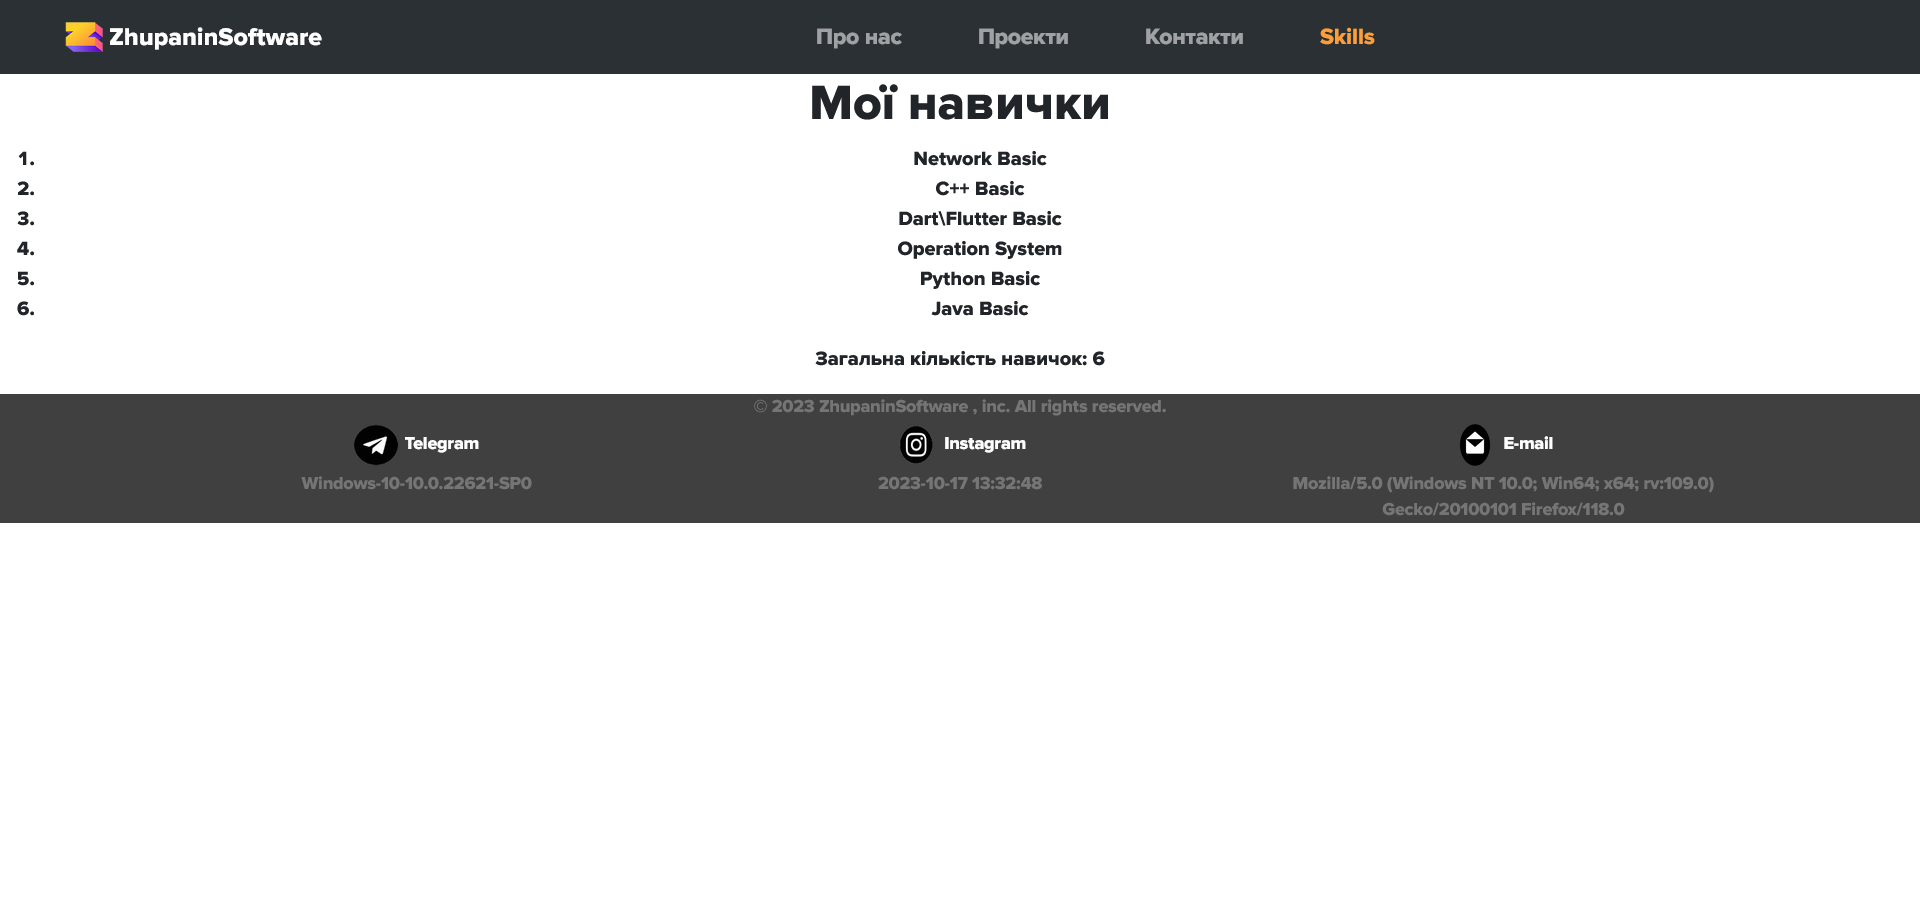 ZhupaninSoftware Про нас Проекти Контакти Skills
Мої навички
1. Network Basic
2. C++ Basic
3. Dart\Flutter Basic
4. Operation System
5. Python Basic
6. Java Basic
Загальна кількість навичок: 6
© 2023 ZhupaninSoftware , inc. All rights reserved.
Telegram Instagram E-mail
Windows-10-10.0.22621-SP0 2023-10-17 13:32:48 Mozilla/5.0 (Windows NT 10.0; Win64; x64; rv:109.0)
Gecko/20100101 Firefox/118.0